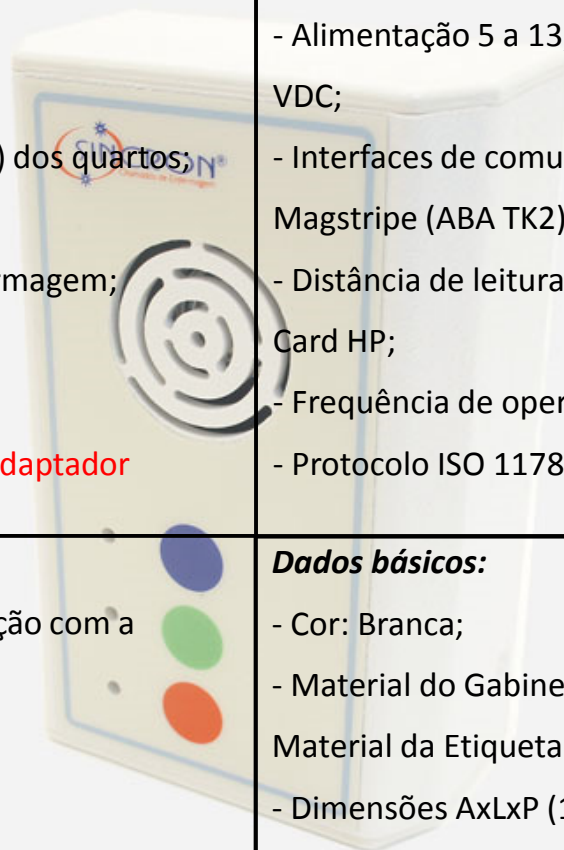 ) dos quartos;
rmagem;
daptador
ção com a
- Alimentação 5 a 13
VDC;
- Interfaces de comu
Magstripe (ABA TK2)
- Distância de leitura
Card HP;
- Frequência de oper
- Protocolo ISO 1178
Dados básicos:
- Cor: Branca;
- Material do Gabine
Material da Etiqueta
- Dimensões AxLxP (1